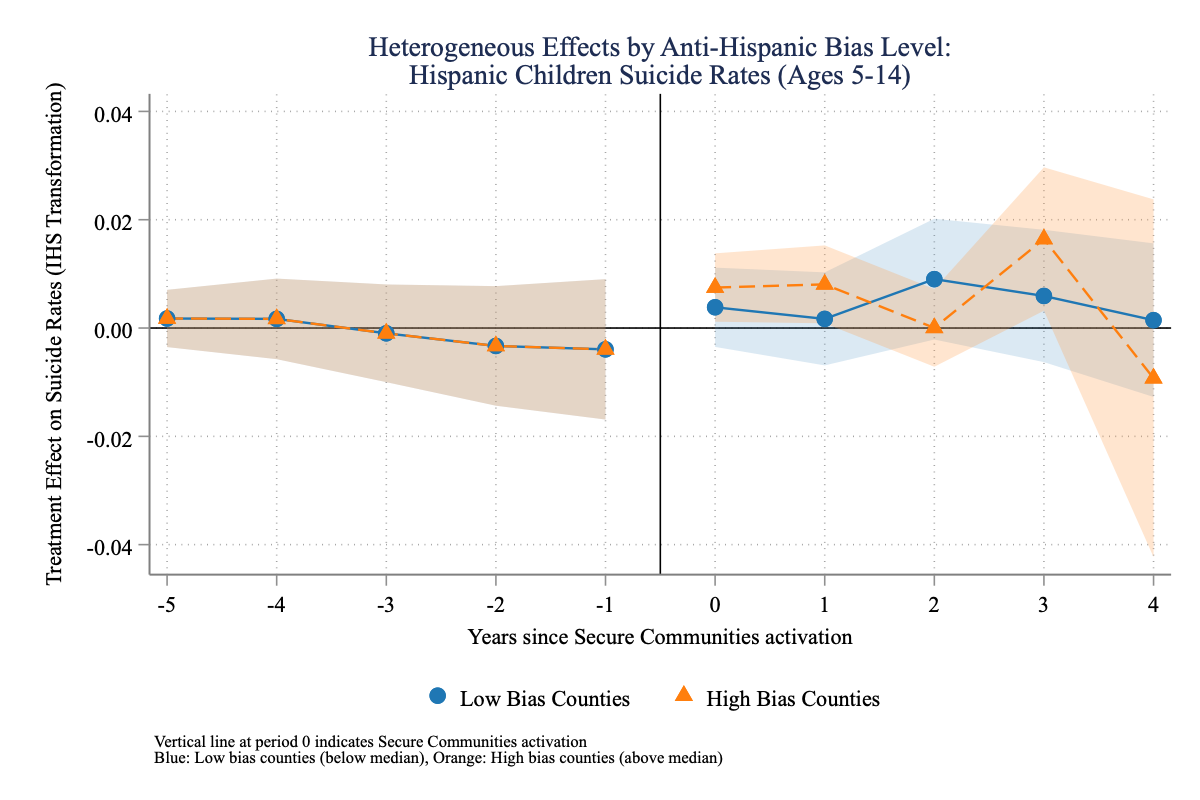 Heterogeneous Effects by Anti-Hispanic Bias Level:
Hispanic Children Suicide Rates (Ages 5-14)
Treatment Effect on Suicide Rates (IHS Transformation)
0.04
0.02
0.00
-0.02
-0.04
-5 -4 -3 -2 -1 0 1 2 3 4
Years since Secure Communities activation
Low Bias Counties High Bias Counties
Vertical line at period 0 indicates Secure Communities activation
Blue: Low bias counties (below median), Orange: High bias counties (above median)